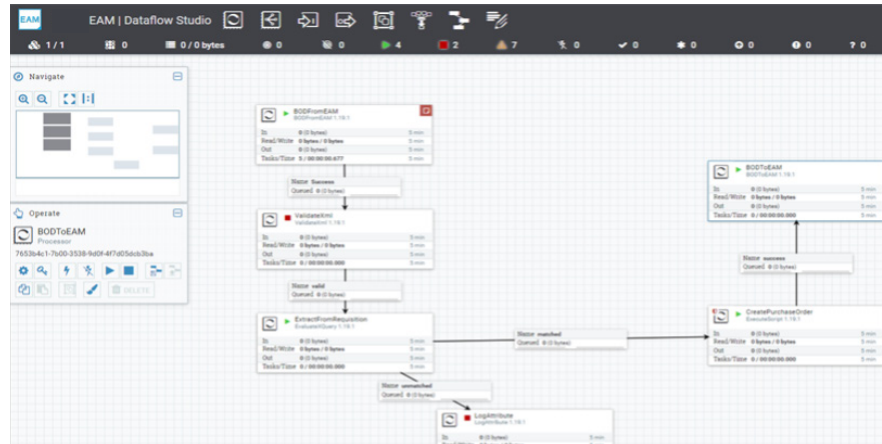 EAM EAM | Dataflow Studio
1 / 1 0 0 / 0 bytes 0 0 4 2 7 0 0 0 0 0 ? 0
Navigate
Operate
BODToEAM
Processor
7653b4c1-7b00-3538-9d0f-4f7d05dcb3ba
DELETE
BODFromEAM
BODFromEAM 1.19.1
In 0 (0 bytes) 5 min
Read/Write 0 bytes / 0 bytes 5 min
Out 0 (0 bytes) 5 min
Tasks/Time 5 / 00:00:00.677 5 min
Name Success
Queued 0 (0 bytes)
ValidateXml
ValidateXml 1.19.1
In 0 (0 bytes) 5 min
Read/Write 0 bytes / 0 bytes 5 min
Out 0 (0 bytes) 5 min
Tasks/Time 0 / 00:00:00.000 5 min
Name valid
Queued 0 (0 bytes)
ExtractFromRequisition
EvaluateXQuery 1.19.1
In 0 (0 bytes) 5 min
Read/Write 0 bytes / 0 bytes 5 min
Out 0 (0 bytes) 5 min
Tasks/Time 0 / 00:00:00.000 5 min
Name unmatched
Queued 0 (0 bytes)
LogAttribute
LogAttribute 1.19.1
In 0 (0 bytes) 5 min
Name matched
Queued 0 (0 bytes)
CreatePurchaseOrder
ExecuteScript 1.19.1
In 0 (0 bytes) 5 min
Read/Write 0 bytes / 0 bytes 5 min
Out 0 (0 bytes) 5 min
Tasks/Time 0 / 00:00:00.000 5 min
Name success
Queued 0 (0 bytes)
BODToEAM
BODToEAM 1.19.1
In 0 (0 bytes) 5 min
Read/Write 0 bytes / 0 bytes 5 min
Out 0 (0 bytes) 5 min
Tasks/Time 0 / 00:00:00.000 5 min